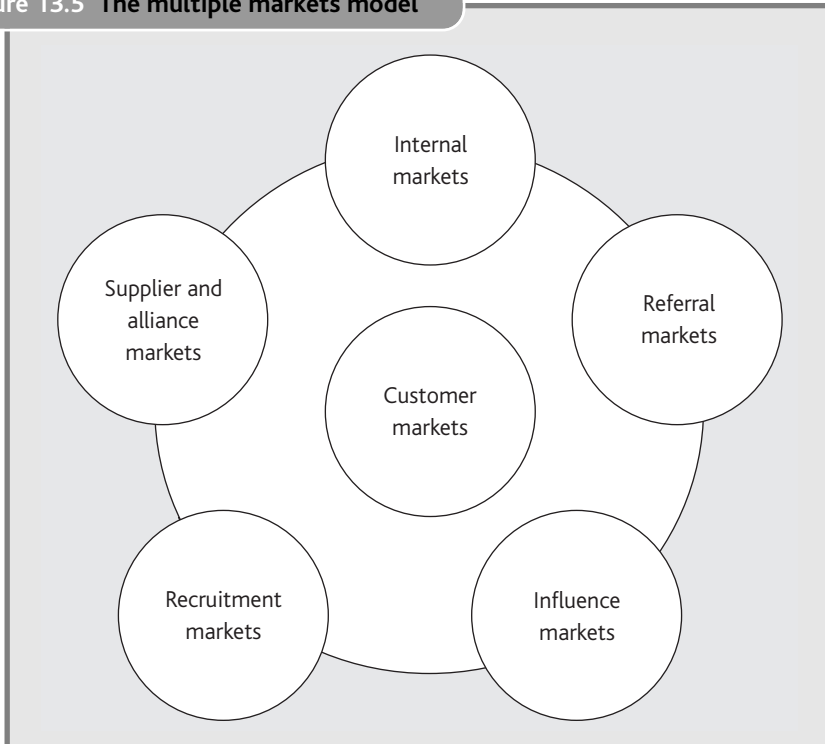 ure 13.5 The multiple markets model
Internal
markets
Supplier and
alliance
markets
Referral
markets
Customer
markets
Recruitment
markets
Influence
markets